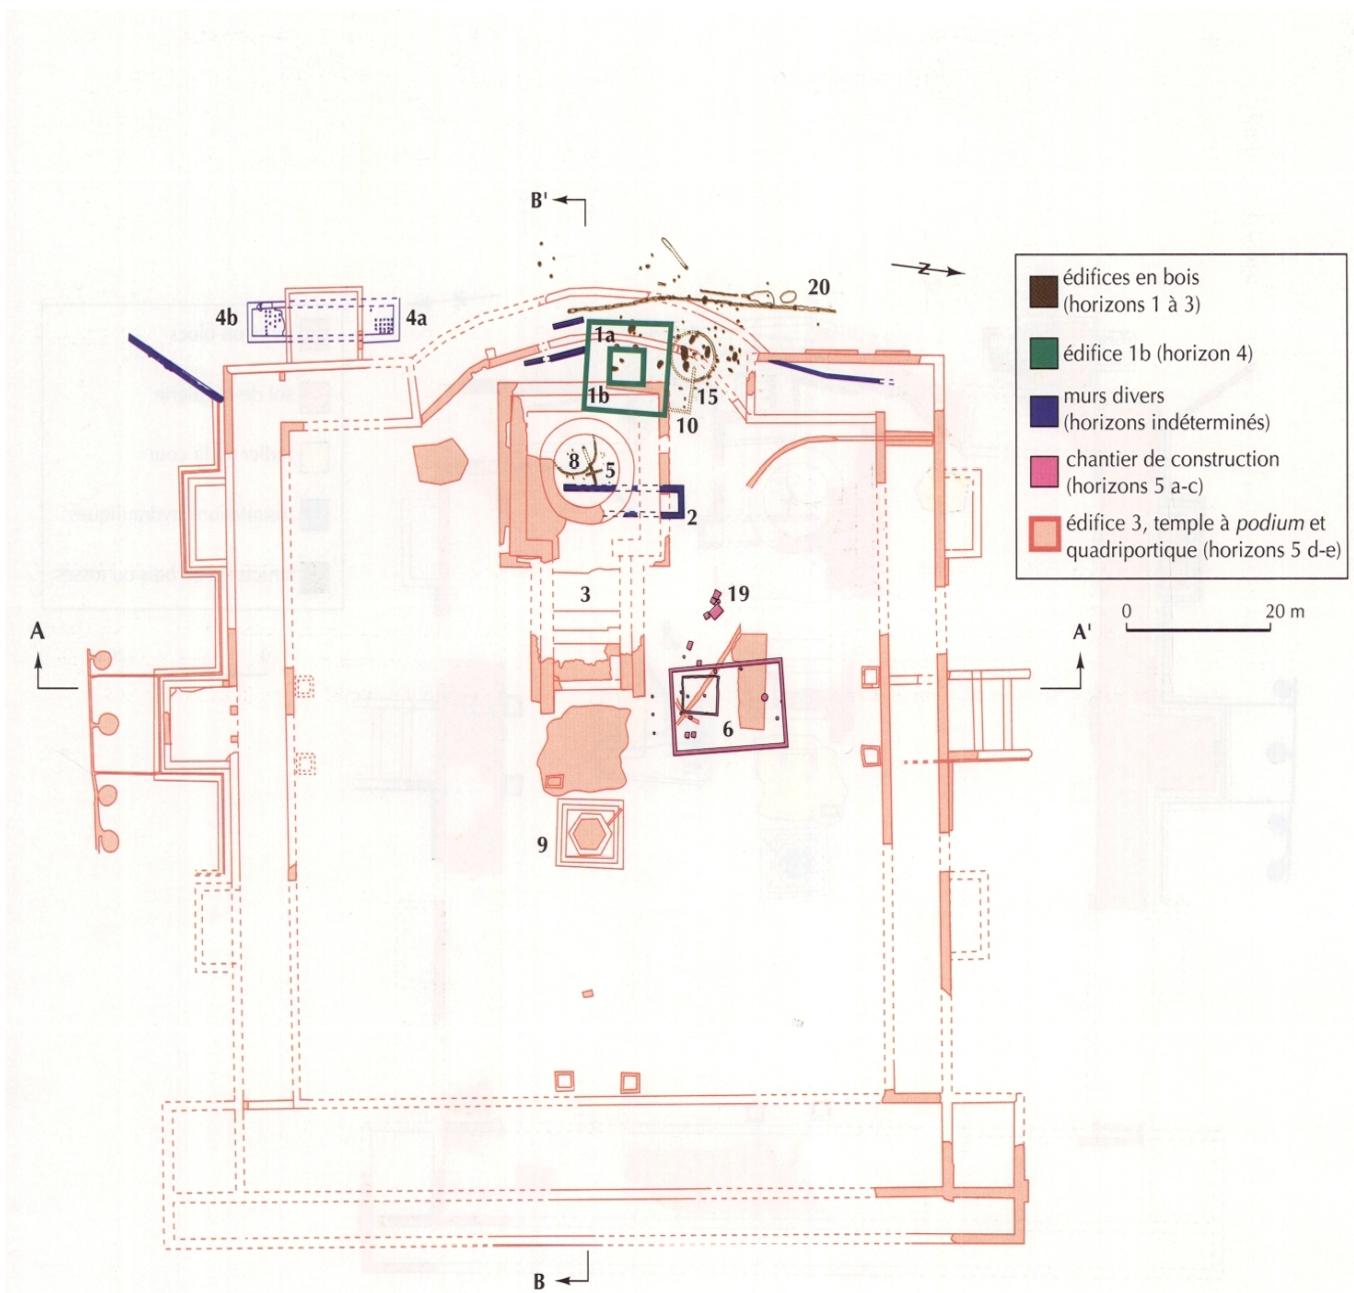 B'
N
20
4b
4a
1a
1b
15
10
8
5
2
3
19
A
A'
6
9
B
édifices en bois
(horizons 1 à 3)
édifice 1b (horizon 4)
murs divers
(horizons indéterminés)
chantier de construction
(horizons 5 a-c)
édifice 3, temple à podium et
quadriportique (horizons 5 d-e)
0 20 m